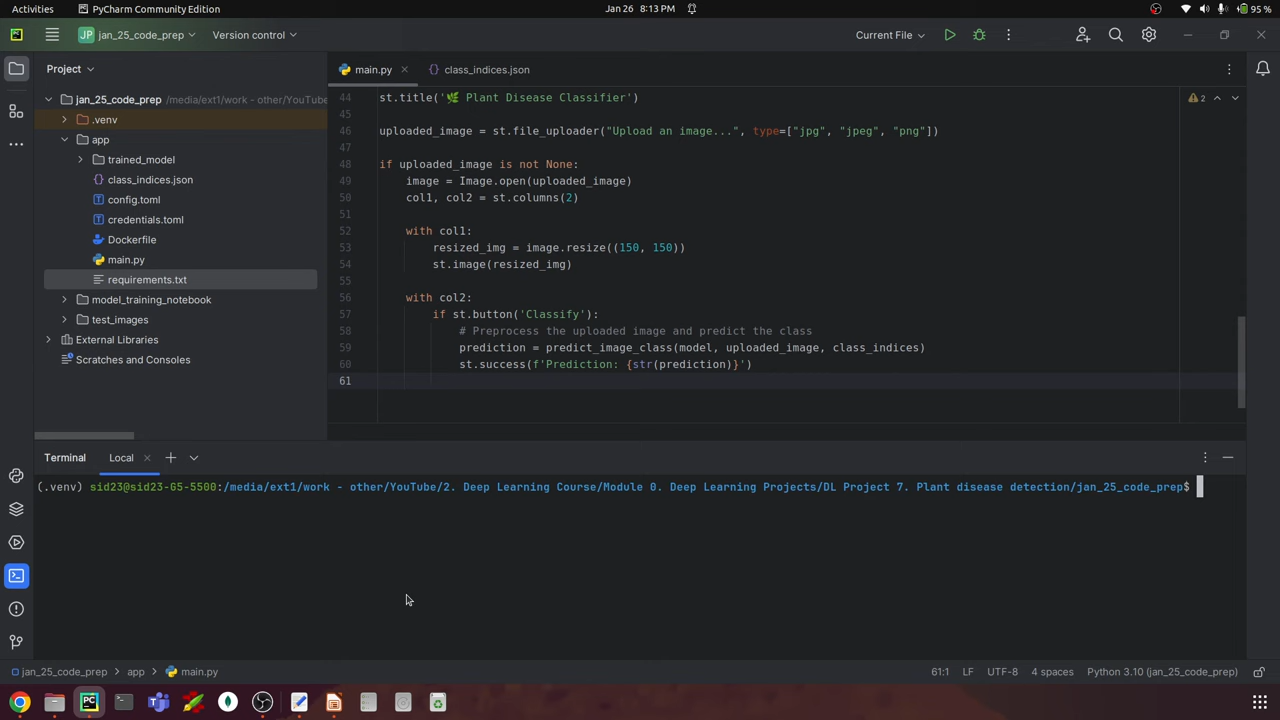 Activities
PyCharm Community Edition
Jan 26 8:13 PM
95 %
JP jan_25_code_prep
Version control
Current File
Project
main.py
class_indices.json
jan_25_code_prep /media/ext1/work - other/YouTube
.venv
app
trained_model
class_indices.json
config.toml
credentials.toml
Dockerfile
main.py
requirements.txt
model_training_notebook
test_images
External Libraries
Scratches and Consoles
2
44 st.title('🌿 Plant Disease Classifier')
45
46 uploaded_image = st.file_uploader("Upload an image...", type=["jpg", "jpeg", "png"])
47
48 if uploaded_image is not None:
49 image = Image.open(uploaded_image)
50 col1, col2 = st.columns(2)
51
52 with col1:
53 resized_img = image.resize((150, 150))
54 st.image(resized_img)
55
56 with col2:
57 if st.button('Classify'):
58 # Preprocess the uploaded image and predict the class
59 prediction = predict_image_class(model, uploaded_image, class_indices)
60 st.success(f'Prediction: {str(prediction)}')
61
Terminal
Local
(.venv) sid23@sid23-G5-5500:/media/ext1/work - other/YouTube/2. Deep Learning Course/Module 0. Deep Learning Projects/DL Project 7. Plant disease detection/jan_25_code_prep$
jan_25_code_prep > app > main.py
61:1 LF UTF-8 4 spaces Python 3.10 (jan_25_code_prep)